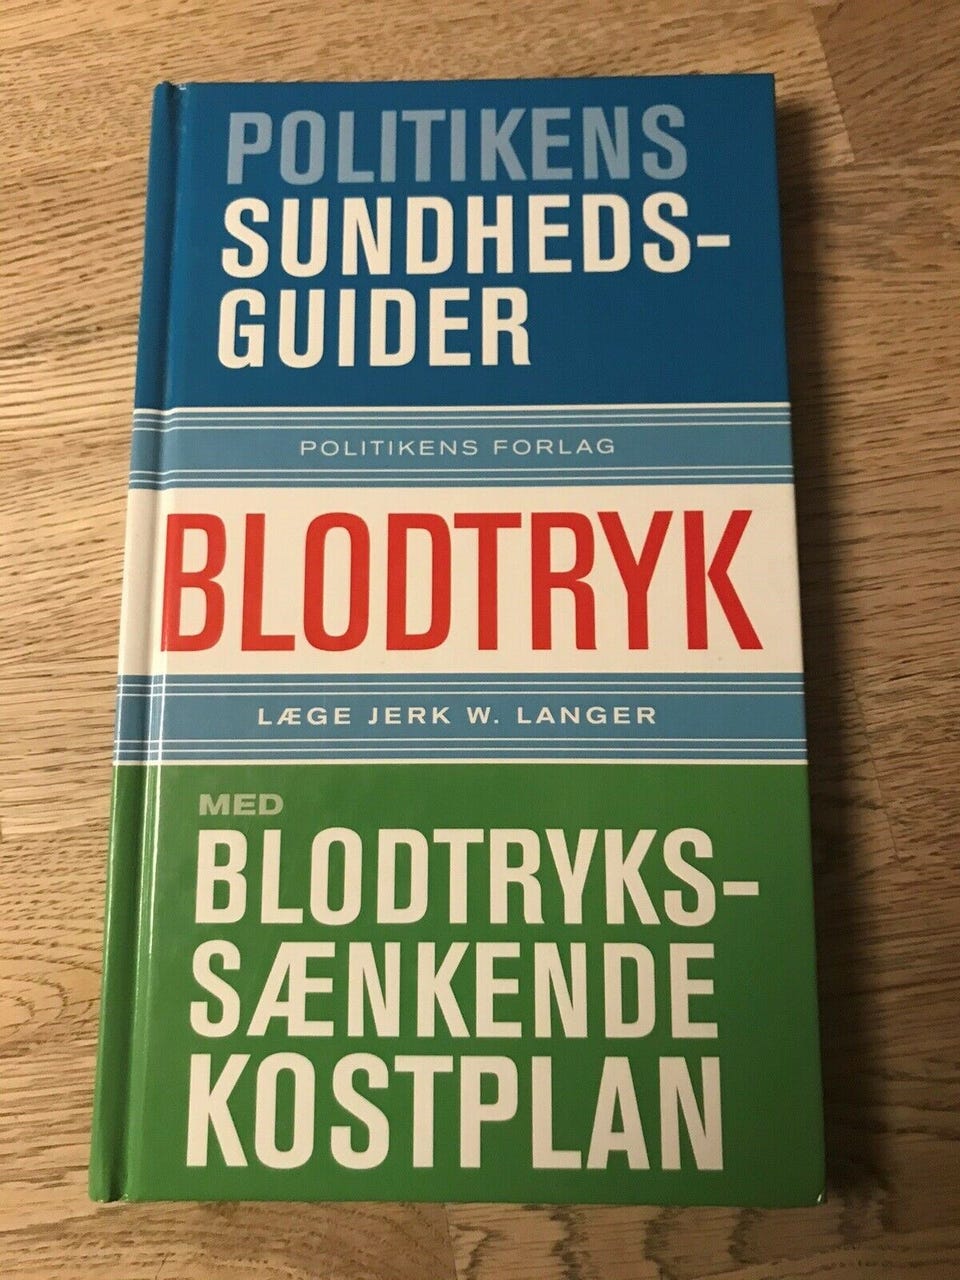 POLITIKENS
SUNDHEDS-
GUIDER
POLITIKENS FORLAG
BLODTRYK
LÆGE JERK W. LANGER
MED
BLODTRYKS-
SÆNKENDE
KOSTPLAN